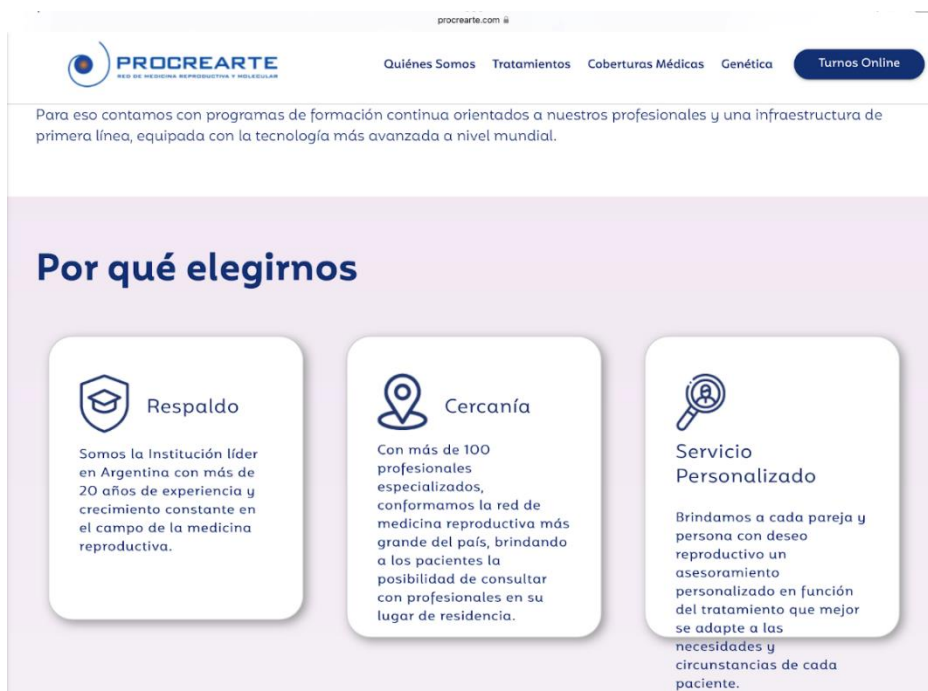 procrearte.com
PROCREARTE
RED DE MEDICINA REPRODUCTIVA Y MOLECULAR
Quiénes Somos Tratamientos Coberturas Médicas Genética Turnos Online
Para eso contamos con programas de formación continua orientados a nuestros profesionales y una infraestructura de
primera línea, equipada con la tecnología más avanzada a nivel mundial.
Por qué elegirnos
Respaldo
Somos la Institución líder
en Argentina con más de
20 años de experiencia y
crecimiento constante en
el campo de la medicina
reproductiva.
Cercanía
Con más de 100
profesionales
especializados,
conformamos la red de
medicina reproductiva más
grande del país, brindando
a los pacientes la
posibilidad de consultar
con profesionales en su
lugar de residencia.
Servicio
Personalizado
Brindamos a cada pareja y
persona con deseo
reproductivo un
asesoramiento
personalizado en función
del tratamiento que mejor
se adapte a las
necesidades y
circunstancias de cada
paciente.